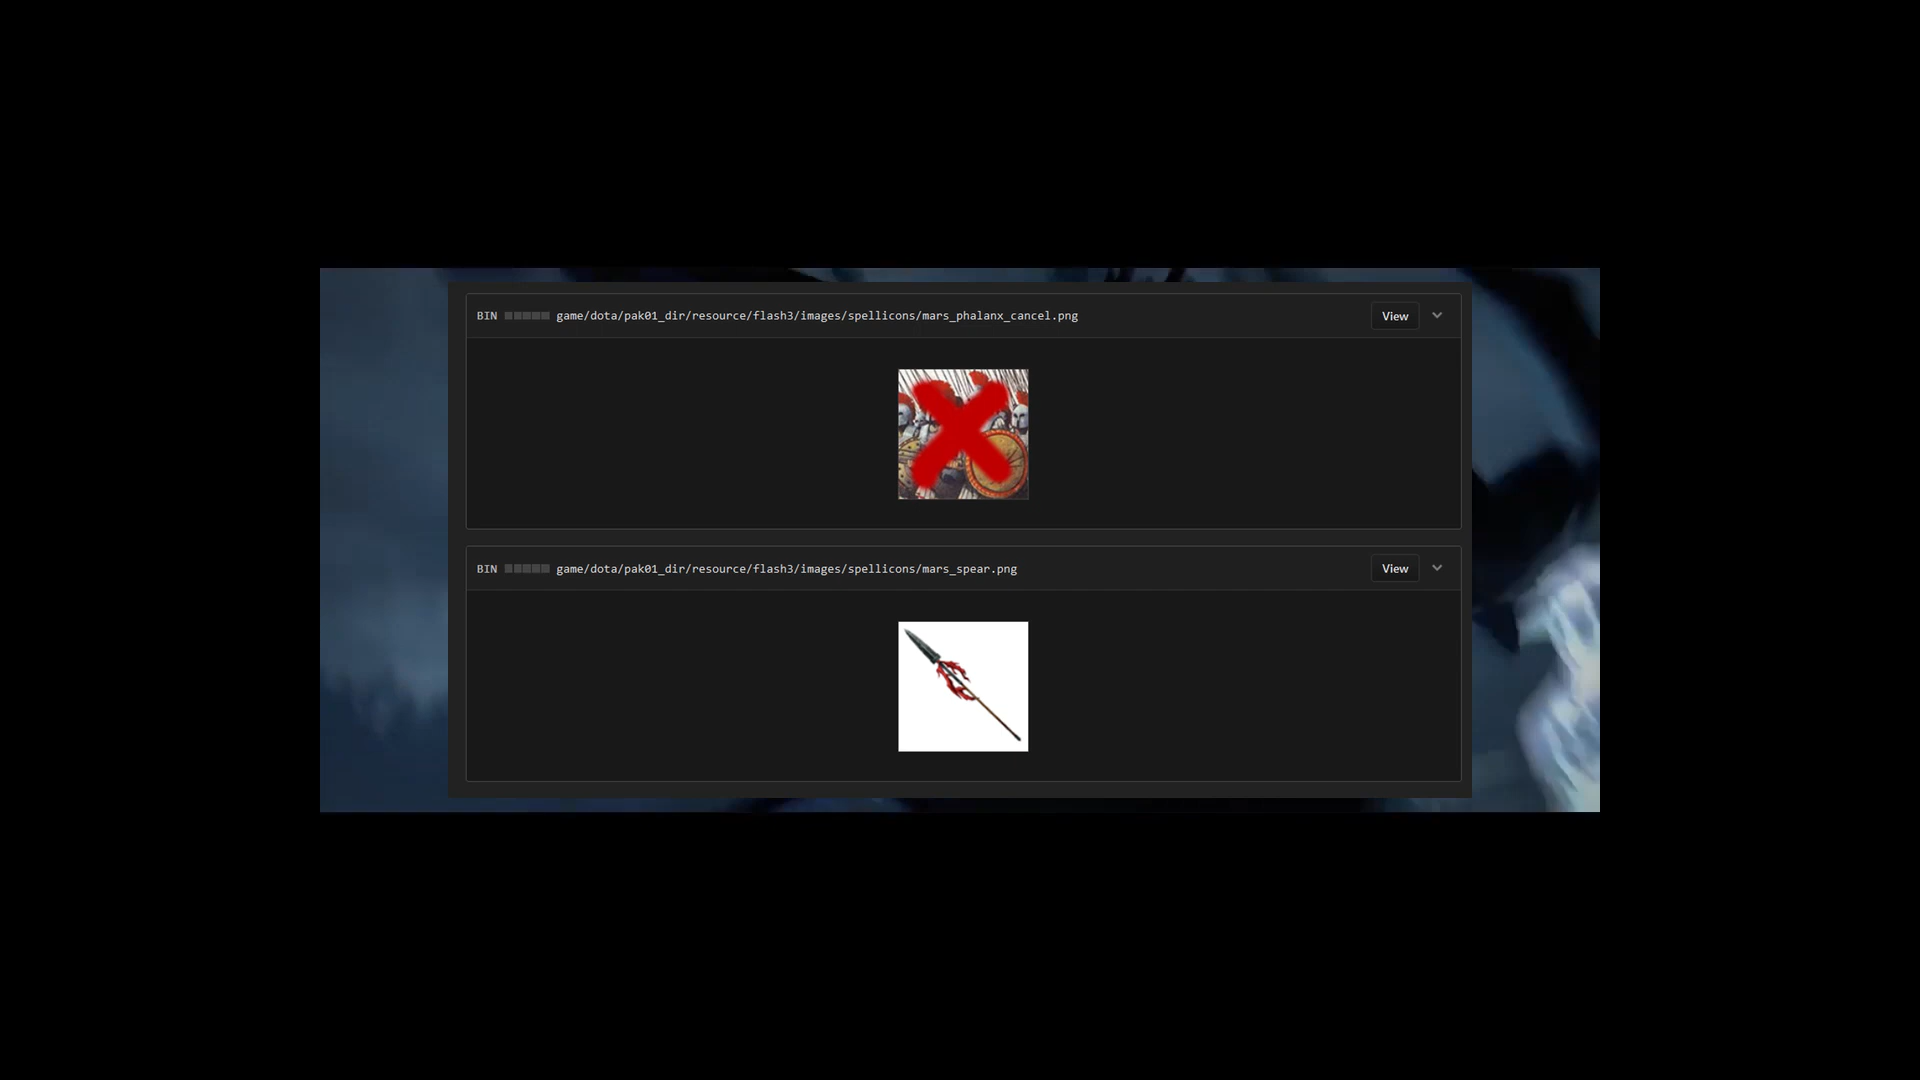 BIN game/dota/pak01_dir/resource/flash3/images/spellicons/mars_phalanx_cancel.png View
BIN game/dota/pak01_dir/resource/flash3/images/spellicons/mars_spear.png View